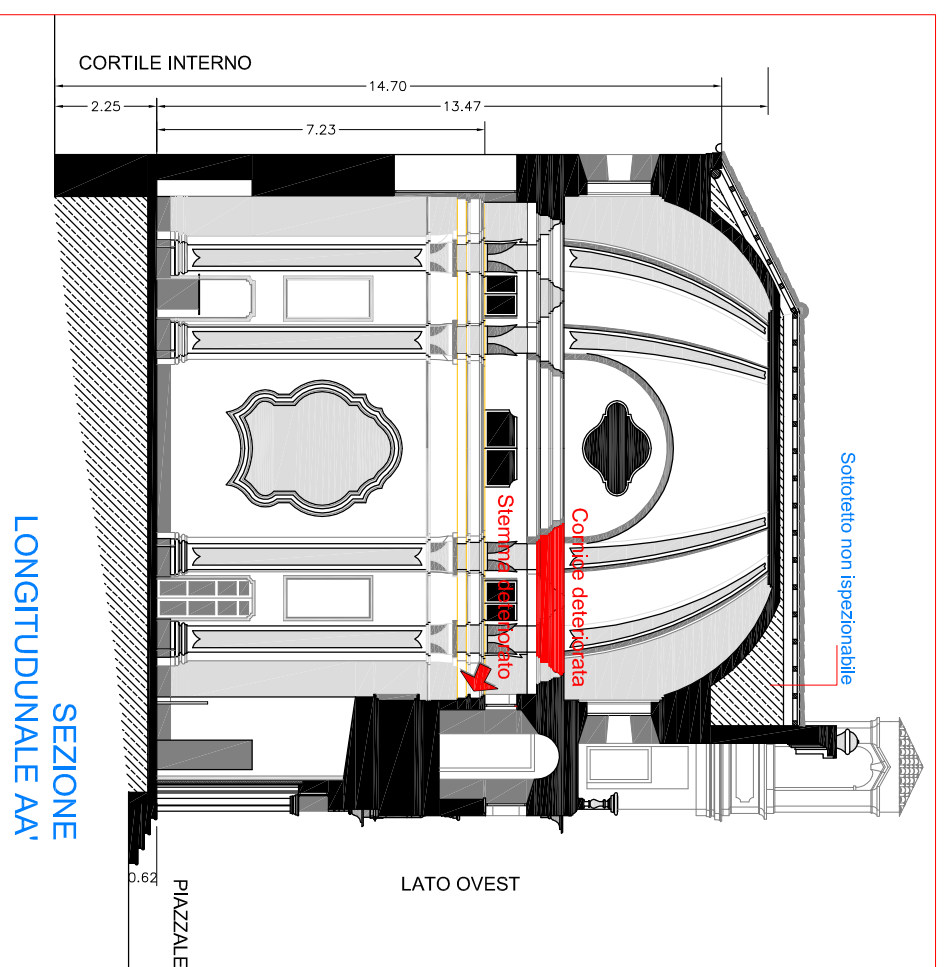 CORTILE INTERNO
14.70
2.25
13.47
7.23
Sottotetto non ispezionabile
Cornice deteriorata
Stemma deteriorato
SEZIONE
LONGITUDUNALE AA'
0.62
PIAZZALE
LATO OVEST